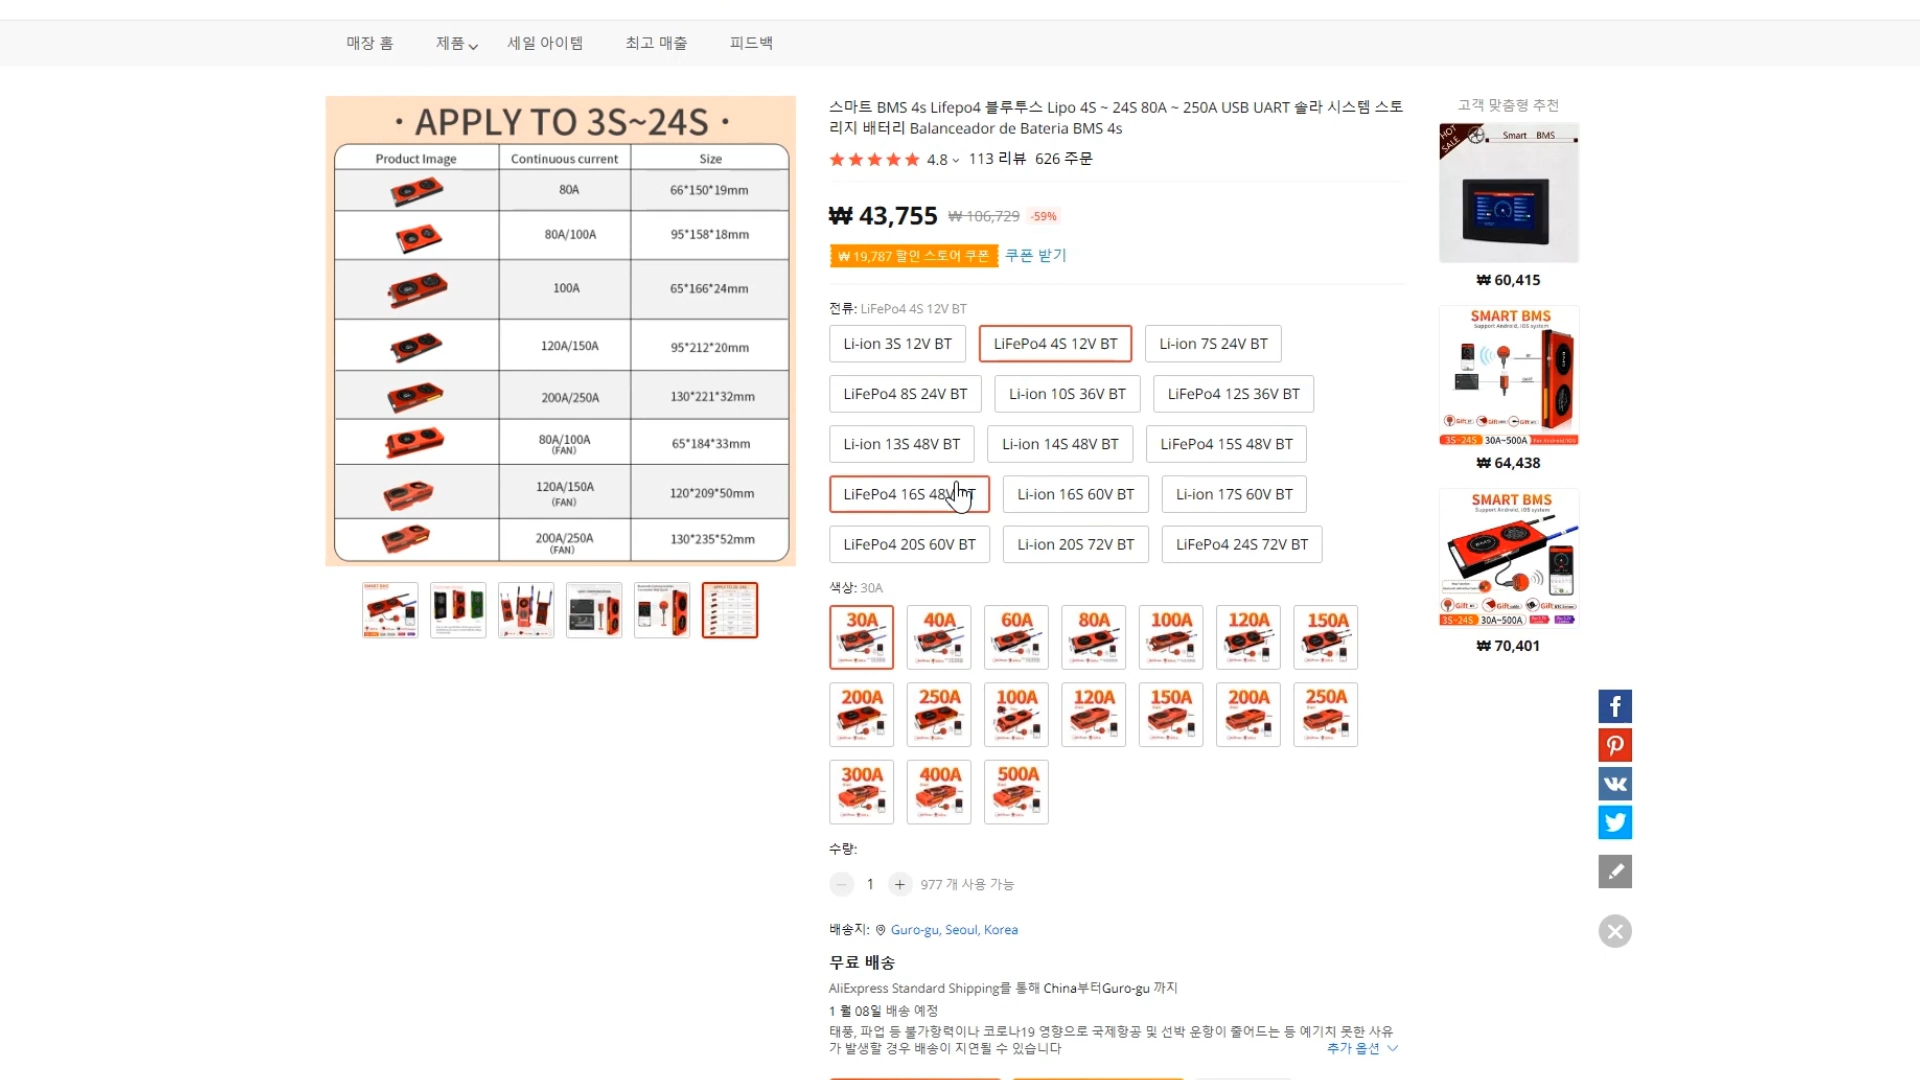 매장 홈
제품
세일 아이템
최고 매출
피드백
· APPLY TO 3S~24S ·
Product Image Continuous current Size
80A 66*150*19mm
80A/100A 95*158*18mm
100A 65*166*24mm
120A/150A 95*212*20mm
200A/250A 130*221*32mm
80A/100A (FAN) 65*184*33mm
120A/150A (FAN) 120*209*50mm
200A/250A (FAN) 130*235*52mm
스마트 BMS 4s Lifepo4 블루투스 Lipo 4S ~ 24S 80A ~ 250A USB UART 솔라 시스템 스토
리지 배터리 Balanceador de Bateria BMS 4s
4.8 113 리뷰 626 주문
₩ 43,755 ₩ 106,729 -59%
₩ 19,787 할인 스토어 쿠폰 쿠폰 받기
전류: LiFePo4 4S 12V BT
Li-ion 3S 12V BT LiFePo4 4S 12V BT Li-ion 7S 24V BT
LiFePo4 8S 24V BT Li-ion 10S 36V BT LiFePo4 12S 36V BT
Li-ion 13S 48V BT Li-ion 14S 48V BT LiFePo4 15S 48V BT
LiFePo4 16S 48V BT Li-ion 16S 60V BT Li-ion 17S 60V BT
LiFePo4 20S 60V BT Li-ion 20S 72V BT LiFePo4 24S 72V BT
색상: 30A
30A 40A 60A 80A 100A 120A 150A
200A 250A 100A 120A 150A 200A 250A
300A 400A 500A
수량:
1 977 개 사용 가능
배송지: Guro-gu, Seoul, Korea
무료 배송
AliExpress Standard Shipping를 통해 China부터Guro-gu 까지
1 월 08일 배송 예정
태풍, 파업 등 불가항력이나 코로나19 영향으로 국제항공 및 선박 운항이 줄어드는 등 예기치 못한 사유
가 발생할 경우 배송이 지연될 수 있습니다 추가 옵션
고객 맞춤형 추천
HOT SALE
Smart BMS
₩ 60,415
SMART BMS
Support Android, iOS system
3S-24S 30A~500A
₩ 64,438
SMART BMS
Support Android, iOS system
Gift Gift Gift
3S-24S 30A~500A
₩ 70,401